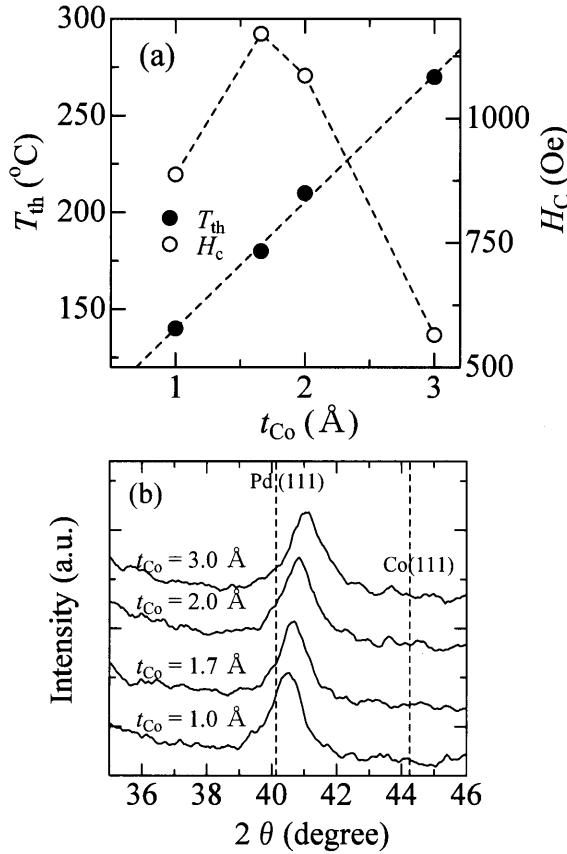 (a)
300
250
200
150
T_th (°C)
1000
750
500
H_C (Oe)
T_th
H_c
1 2 3
t_Co (Å)
(b)
Pd (111)
Co(111)
t_Co = 3.0 Å
t_Co = 2.0 Å
t_Co = 1.7 Å
t_Co = 1.0 Å
Intensity (a.u.)
36 38 40 42 44 46
2 θ (degree)